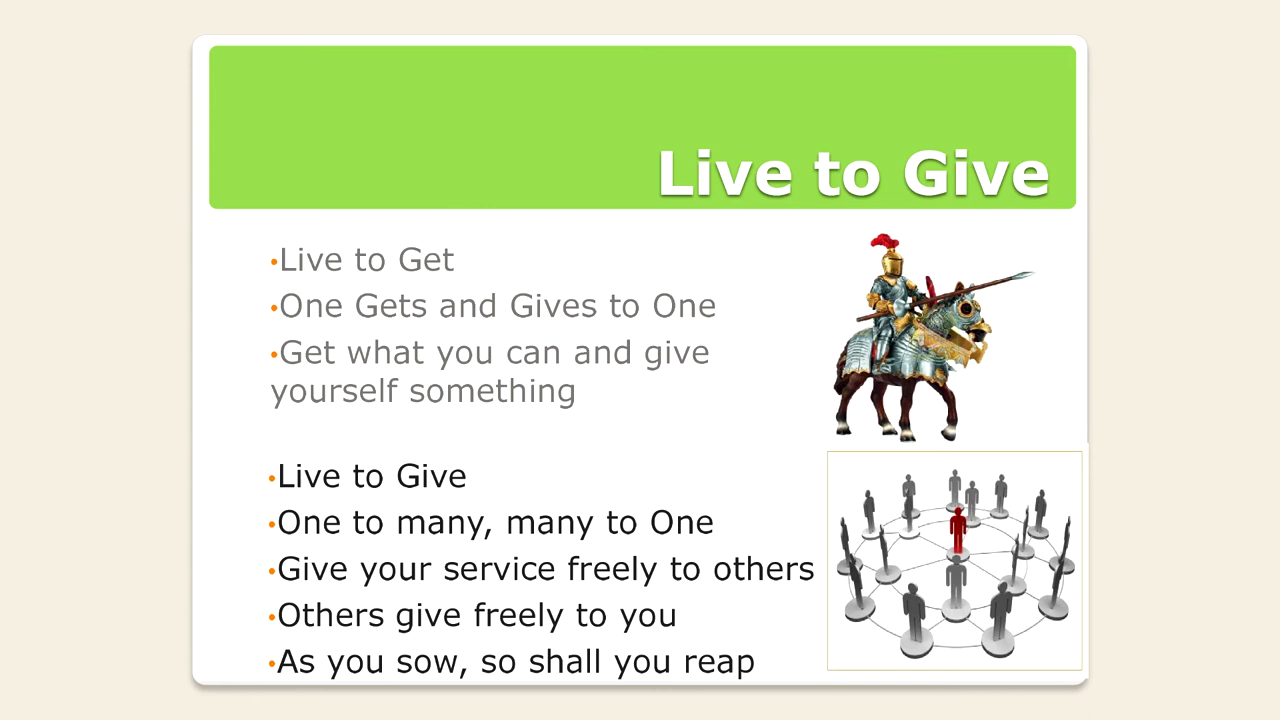 Live to Give
•Live to Get
•One Gets and Gives to One
•Get what you can and give
yourself something
•Live to Give
•One to many, many to One
•Give your service freely to others
•Others give freely to you
•As you sow, so shall you reap